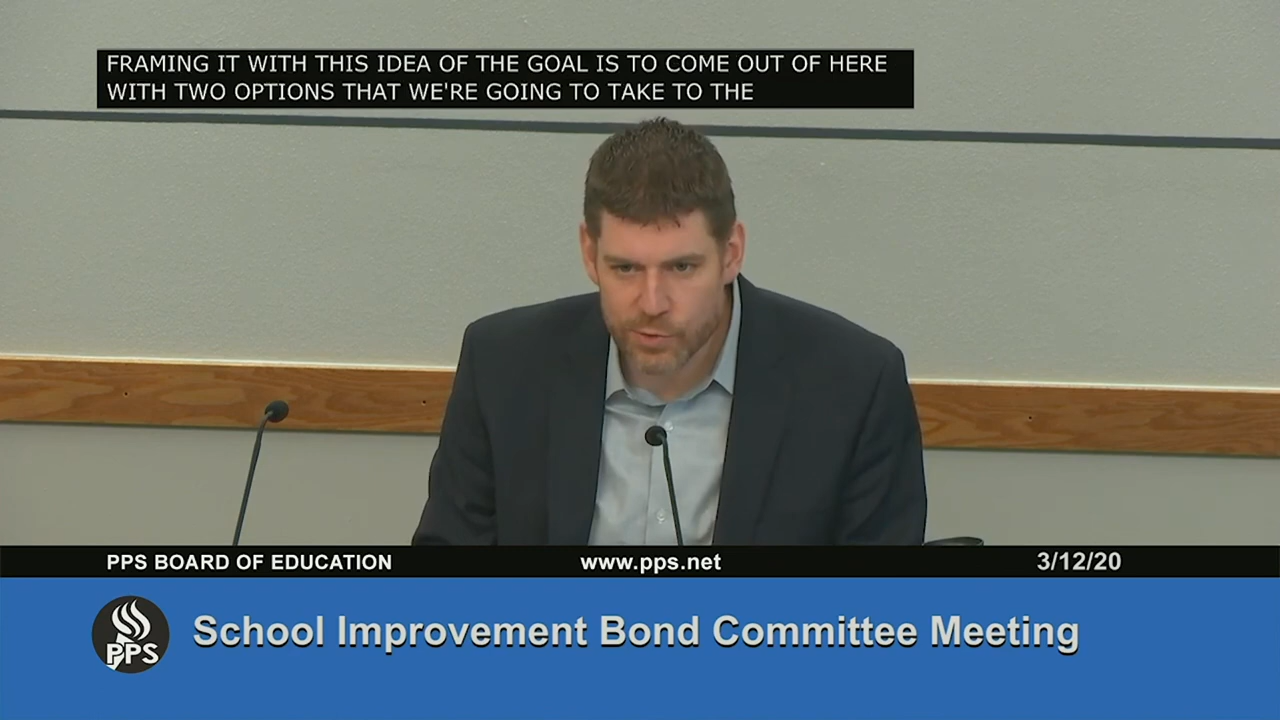 FRAMING IT WITH THIS IDEA OF THE GOAL IS TO COME OUT OF HERE
WITH TWO OPTIONS THAT WE'RE GOING TO TAKE TO THE
PPS BOARD OF EDUCATION
www.pps.net
3/12/20
PPS
School Improvement Bond Committee Meeting